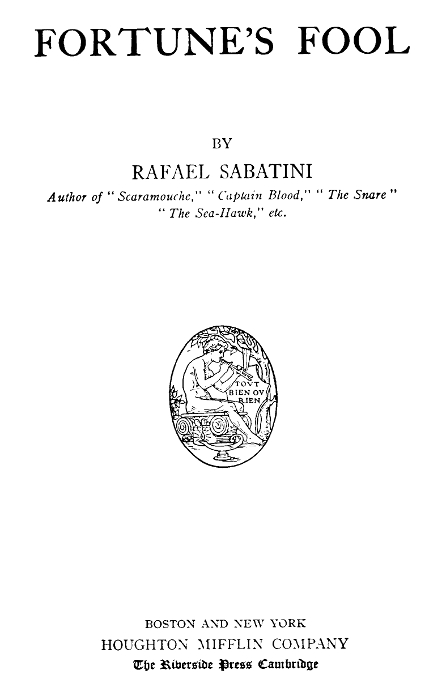 FORTUNE'S FOOL
BY
RAFAEL SABATINI
Author of "Scaramouche," "Captain Blood," "The Snare"
"The Sea-Hawk," etc.
TOVT
BIEN OV
RIEN
BOSTON AND NEW YORK
HOUGHTON MIFFLIN COMPANY
The Riverside Press Cambridge